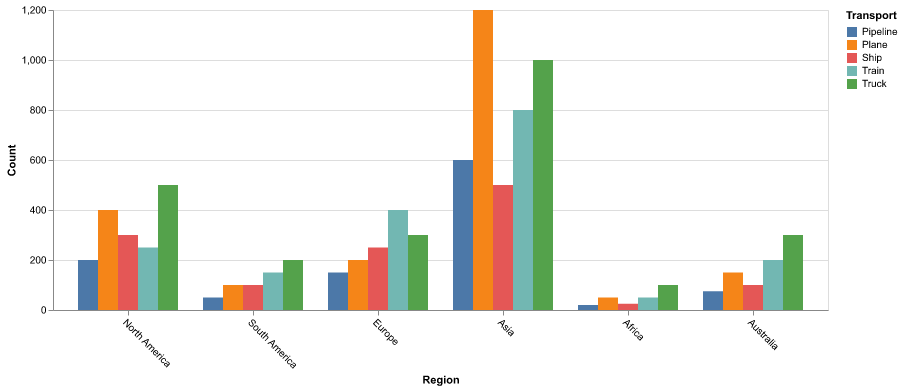 1,200
1,000
800
600
400
200
0
Count
North America
South America
Europe
Asia
Africa
Australia
Region
Transport
Pipeline
Plane
Ship
Train
Truck